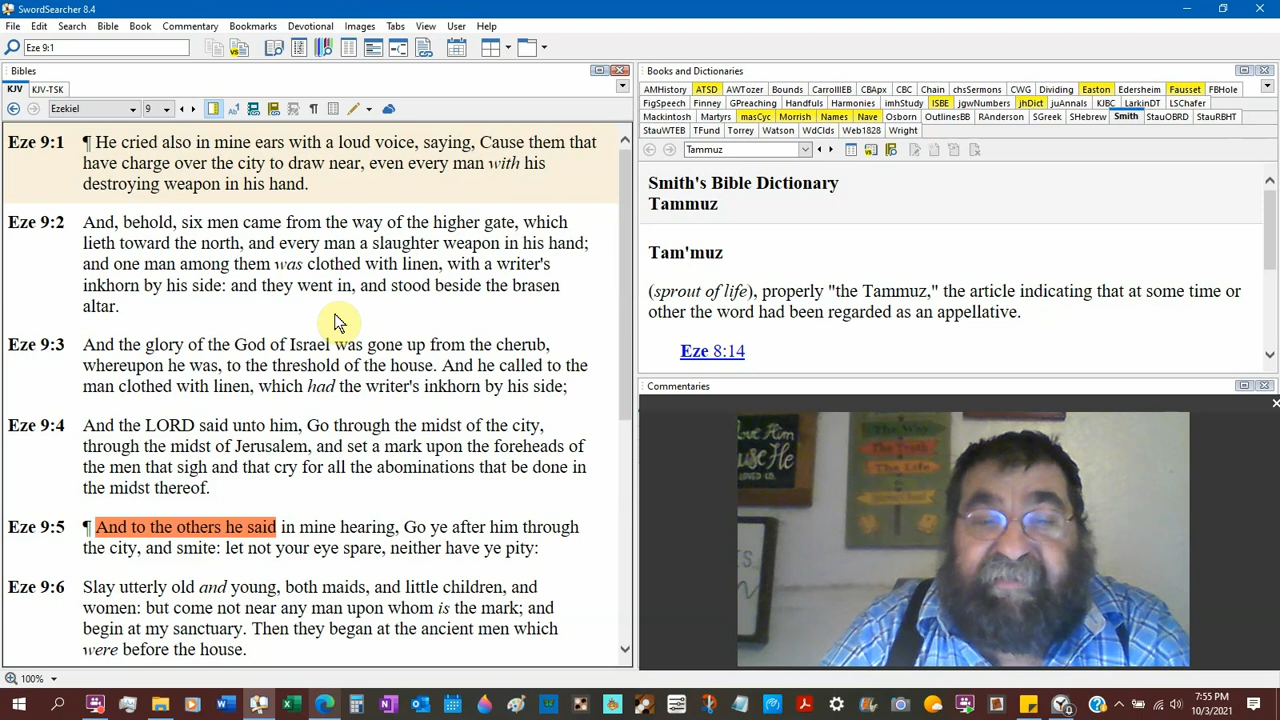 SwordSearcher 8.4
File Edit Search Bible Book Commentary Bookmarks Devotional Images Tabs View User Help
Eze 9:1
Bibles
KJV KJV-TSK
Ezekiel 9
Eze 9:1 ¶ He cried also in mine ears with a loud voice, saying, Cause them that
have charge over the city to draw near, even every man with his
destroying weapon in his hand.
Eze 9:2 And, behold, six men came from the way of the higher gate, which
lieth toward the north, and every man a slaughter weapon in his hand;
and one man among them was clothed with linen, with a writer's
inkhorn by his side: and they went in, and stood beside the brasen
altar.
Eze 9:3 And the glory of the God of Israel was gone up from the cherub,
whereupon he was, to the threshold of the house. And he called to the
man clothed with linen, which had the writer's inkhorn by his side;
Eze 9:4 And the LORD said unto him, Go through the midst of the city,
through the midst of Jerusalem, and set a mark upon the foreheads of
the men that sigh and that cry for all the abominations that be done in
the midst thereof.
Eze 9:5 ¶ And to the others he said in mine hearing, Go ye after him through
the city, and smite: let not your eye spare, neither have ye pity:
Eze 9:6 Slay utterly old and young, both maids, and little children, and
women: but come not near any man upon whom is the mark; and
begin at my sanctuary. Then they began at the ancient men which
were before the house.
100%
Books and Dictionaries
AMHistory ATSD AWTozer Bounds CarrollEB CBApx CBC Chain chsSermons CWG Dividing Easton Edersheim Fausset FBHole
FigSpeech Finney GPreaching Handfuls Harmonies imhStudy ISBE jgwNumbers jhDict juAnnals KJBC LarkinDT LSChafer
Mackintosh Martyrs masCyc Morrish Names Nave Osborn OutlinesBB RAnderson SGreek SHebrew Smith StauOBRD StauRBHT
StauWTEB TFund Torrey Watson WdClds Web1828 Wright
Tammuz
Smith's Bible Dictionary
Tammuz
Tam'muz
(sprout of life), properly "the Tammuz," the article indicating that at some time or
other the word had been regarded as an appellative.
Eze 8:14
Commentaries
Love Him
The Way
The Truth
The Life
7:55 PM
10/3/2021